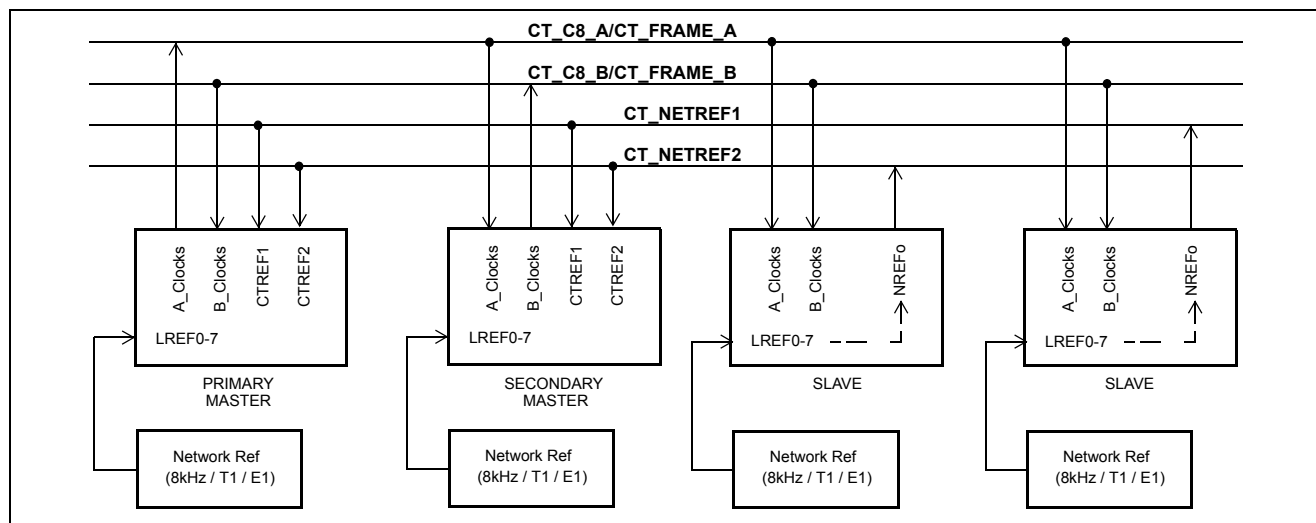 CT_C8_A/CT_FRAME_A
CT_C8_B/CT_FRAME_B
CT_NETREF1
CT_NETREF2
A_Clocks
B_Clocks
CTREF1
CTREF2
LREF0-7
PRIMARY
MASTER
Network Ref
(8kHz / T1 / E1)
A_Clocks
B_Clocks
CTREF1
CTREF2
LREF0-7
SECONDARY
MASTER
Network Ref
(8kHz / T1 / E1)
A_Clocks
B_Clocks
NREFo
LREF0-7
SLAVE
Network Ref
(8kHz / T1 / E1)
A_Clocks
B_Clocks
NREFo
LREF0-7
SLAVE
Network Ref
(8kHz / T1 / E1)